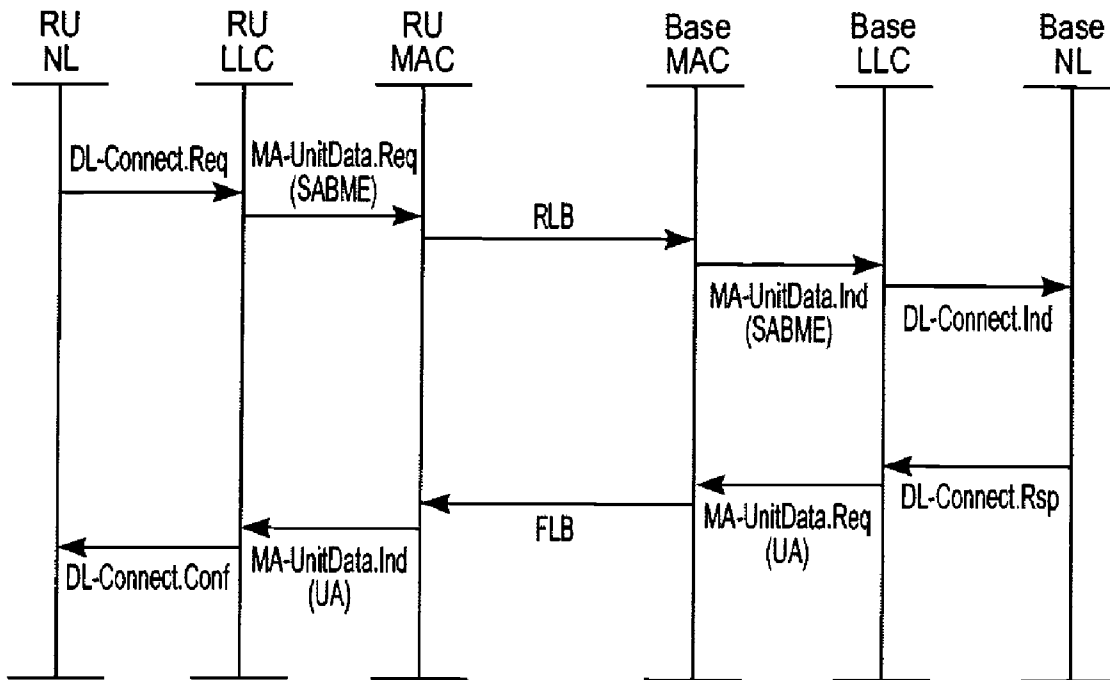 RU
NL
RU
LLC
RU
MAC
Base
MAC
Base
LLC
Base
NL
DL-Connect.Req
MA-UnitData.Req
(SABME)
RLB
MA-UnitData.Ind
(SABME)
DL-Connect.Ind
DL-Connect.Rsp
MA-UnitData.Req
(UA)
FLB
MA-UnitData.Ind
(UA)
DL-Connect.Conf